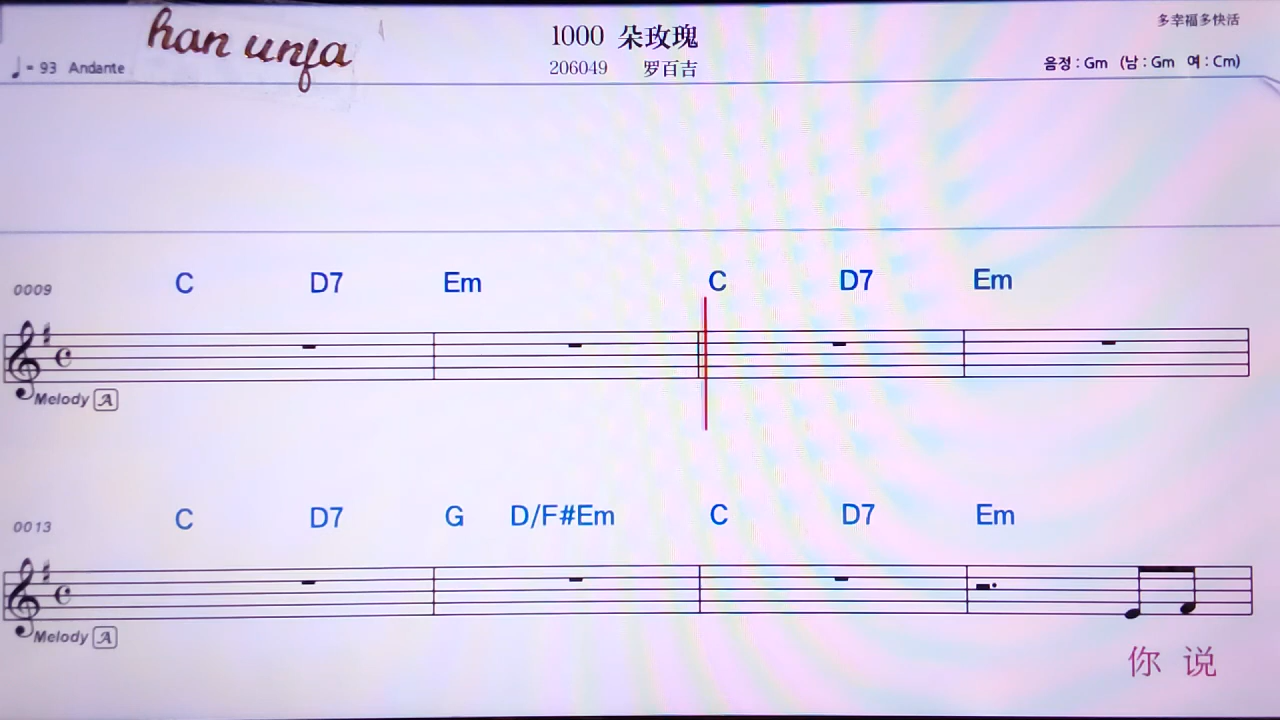 han unfa
1000 朵玫瑰
多幸福多快活
♩= 93 Andante
206049 罗百吉
음정 : Gm (남 : Gm 여 : Cm)
0009 C D7 Em C D7 Em
Melody A
0013 C D7 G D/F#Em C D7 Em
Melody A
你 说